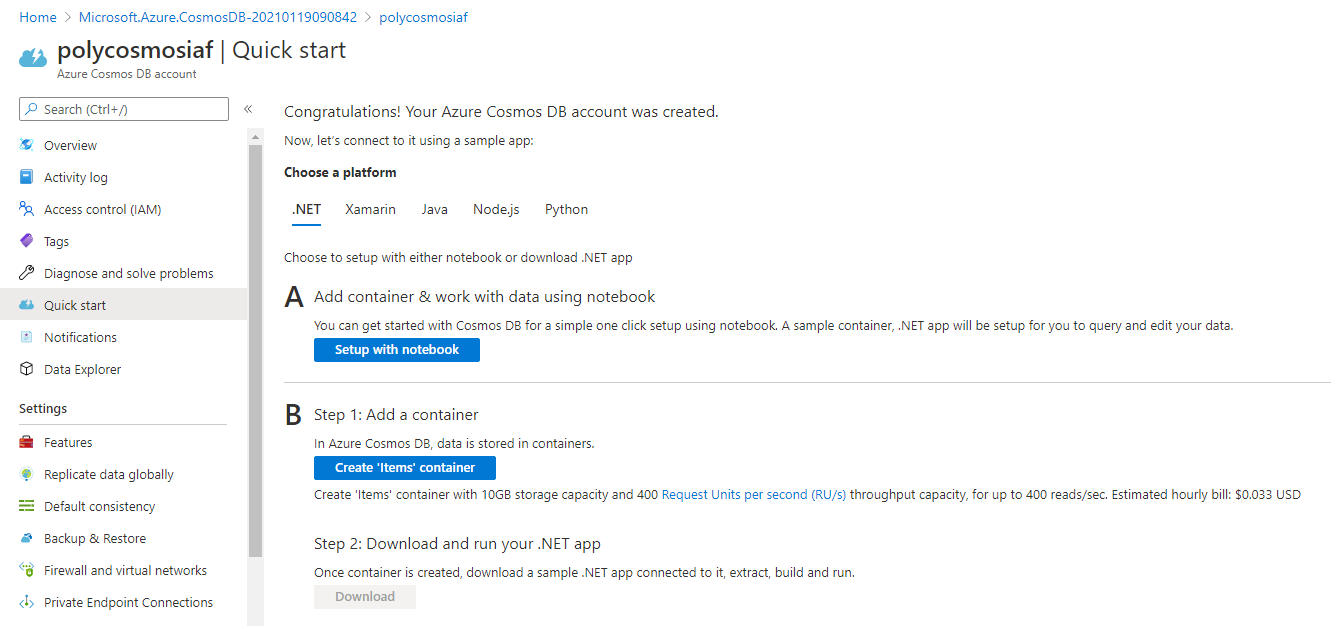 Home > Microsoft.Azure.CosmosDB-20210119090842 > polycosmosiaf
polycosmosiaf | Quick start
Azure Cosmos DB account
Search (Ctrl+/)
«
Overview
Activity log
Access control (IAM)
Tags
Diagnose and solve problems
Quick start
Notifications
Data Explorer
Settings
Features
Replicate data globally
Default consistency
Backup & Restore
Firewall and virtual networks
Private Endpoint Connections
Congratulations! Your Azure Cosmos DB account was created.
Now, let's connect to it using a sample app:
Choose a platform
.NET Xamarin Java Node.js Python
Choose to setup with either notebook or download .NET app
A Add container & work with data using notebook
You can get started with Cosmos DB for a simple one click setup using notebook. A sample container, .NET app will be setup for you to query and edit your data.
Setup with notebook
B Step 1: Add a container
In Azure Cosmos DB, data is stored in containers.
Create 'Items' container
Create 'Items' container with 10GB storage capacity and 400 Request Units per second (RU/s) throughput capacity, for up to 400 reads/sec. Estimated hourly bill: $0.033 USD
Step 2: Download and run your .NET app
Once container is created, download a sample .NET app connected to it, extract, build and run.
Download